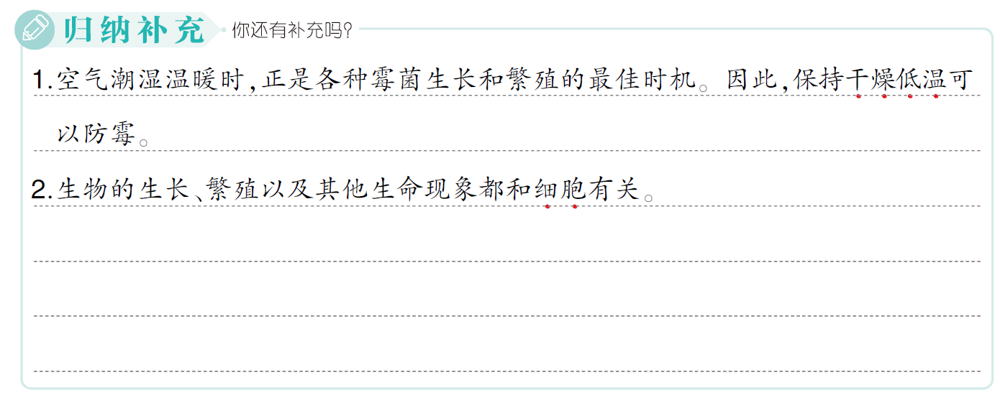 归纳补充 你还有补充吗?
1.空气潮湿温暖时,正是各种霉菌生长和繁殖的最佳时机。因此,保持干燥低温可
以防霉。
2.生物的生长、繁殖以及其他生命现象都和细胞有关。